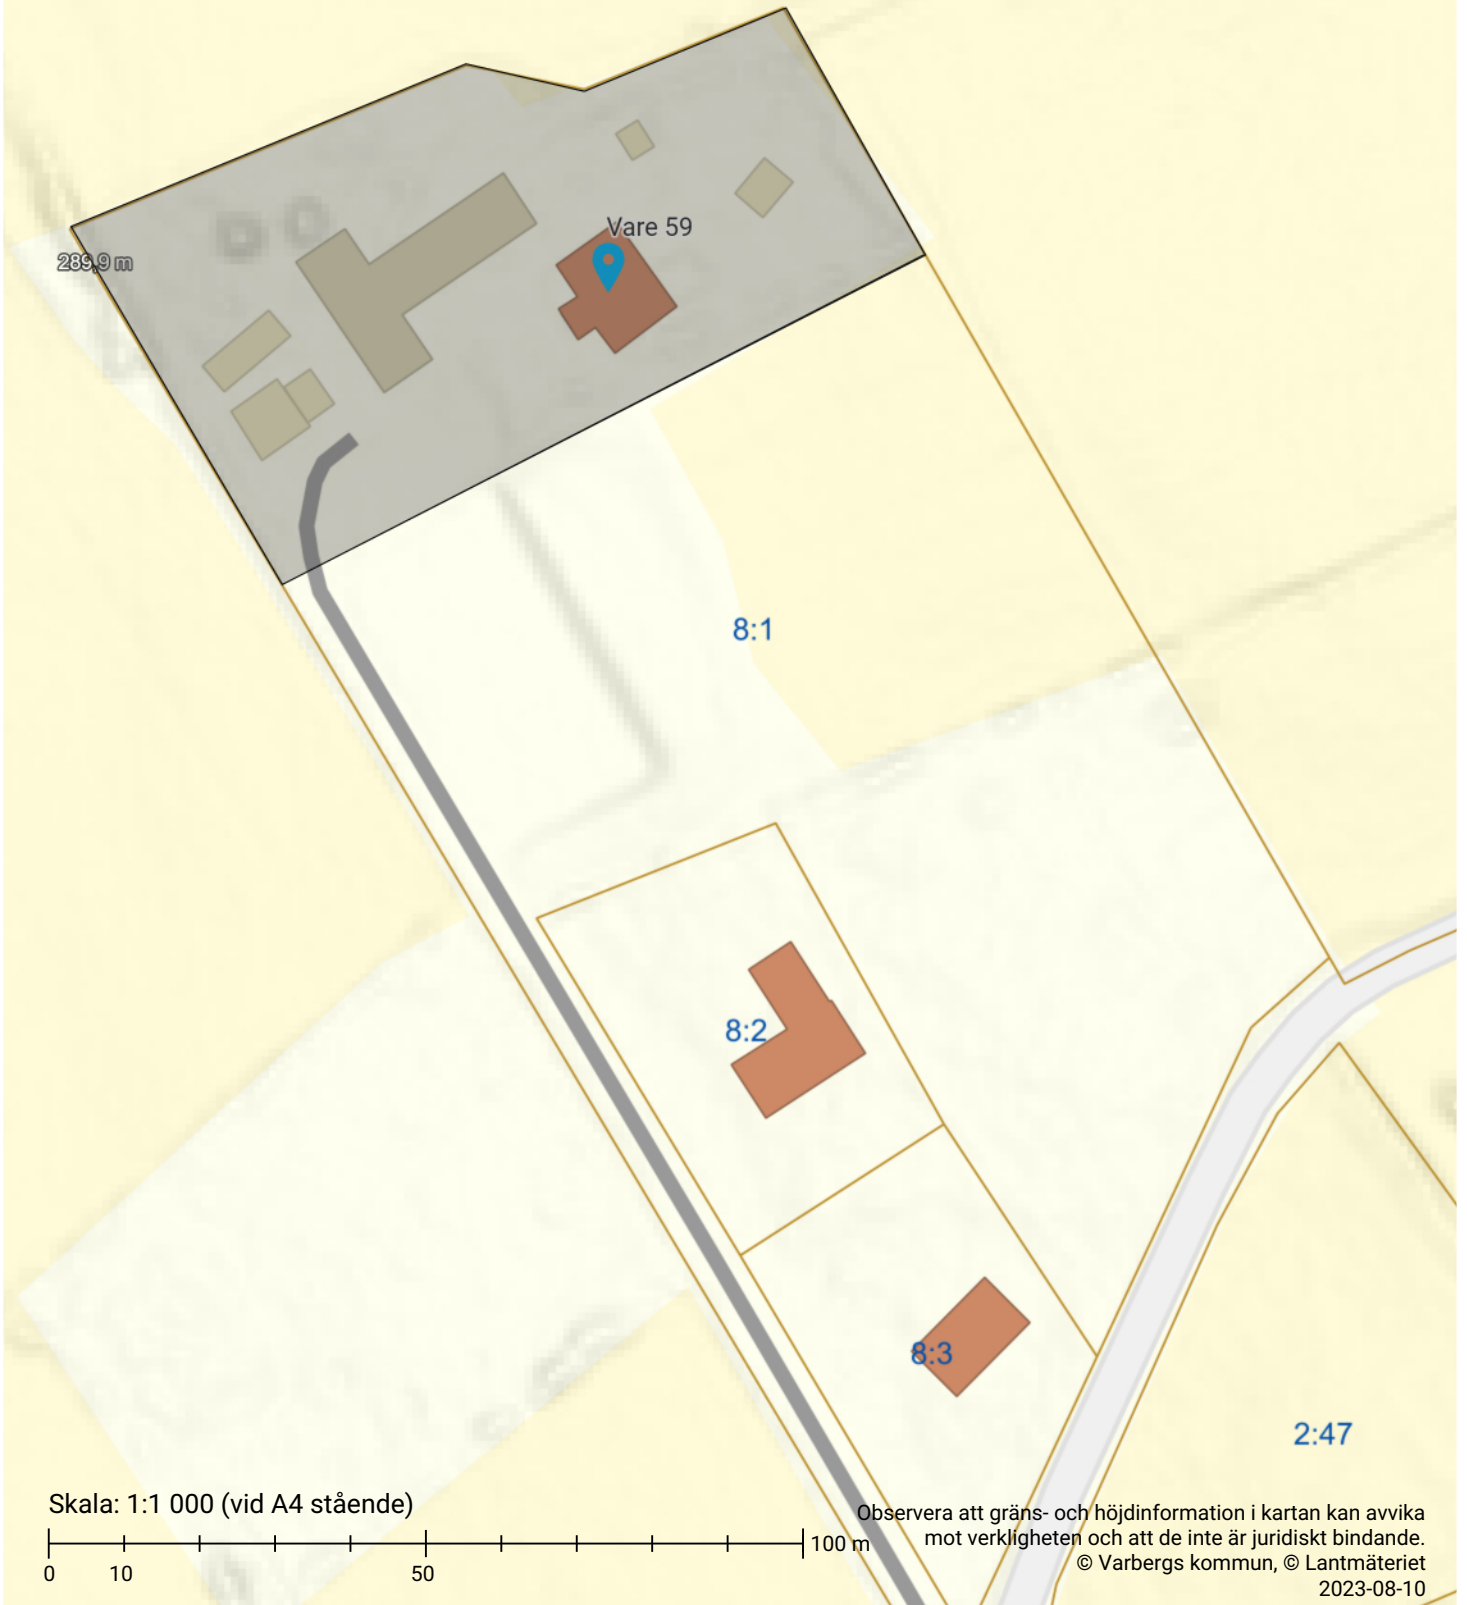 Vare 59
289,9 m
8:1
8:2
8:3
2:47
Skala: 1:1 000 (vid A4 stående)
100 m
0 10 50
Observera att gräns- och höjdinformation i kartan kan avvika
mot verkligheten och att de inte är juridiskt bindande.
© Varbergs kommun, © Lantmäteriet
2023-08-10